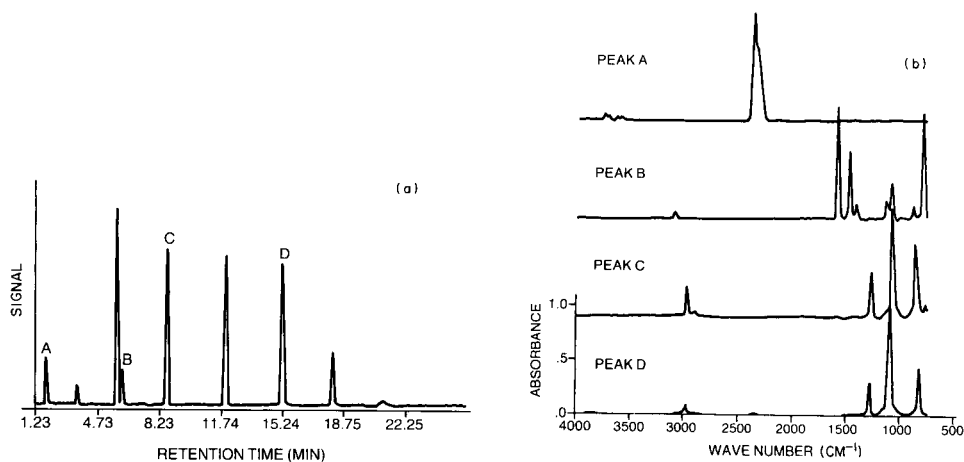 (a)
SIGNAL
A
B
C
D
1.23 4.73 8.23 11.74 15.24 18.75 22.25
RETENTION TIME (MIN)
(b)
PEAK A
PEAK B
PEAK C
PEAK D
ABSORBANCE
1.0
.5
.0
4000 3500 3000 2500 2000 1500 1000 500
WAVE NUMBER (CM⁻¹)